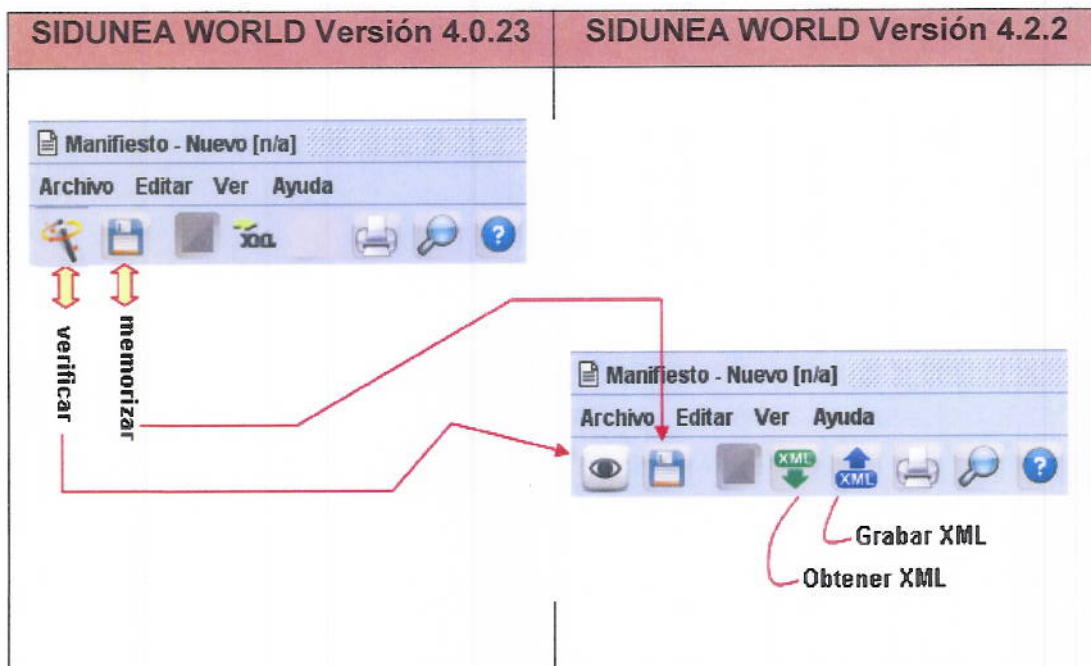 SIDUNEA WORLD Versión 4.0.23
SIDUNEA WORLD Versión 4.2.2
Manifiesto - Nuevo [n/a]
Archivo Editar Ver Ayuda
?
verificar
memorizar
Manifiesto - Nuevo [n/a]
Archivo Editar Ver Ayuda
XML XML ?
Grabar XML
Obtener XML